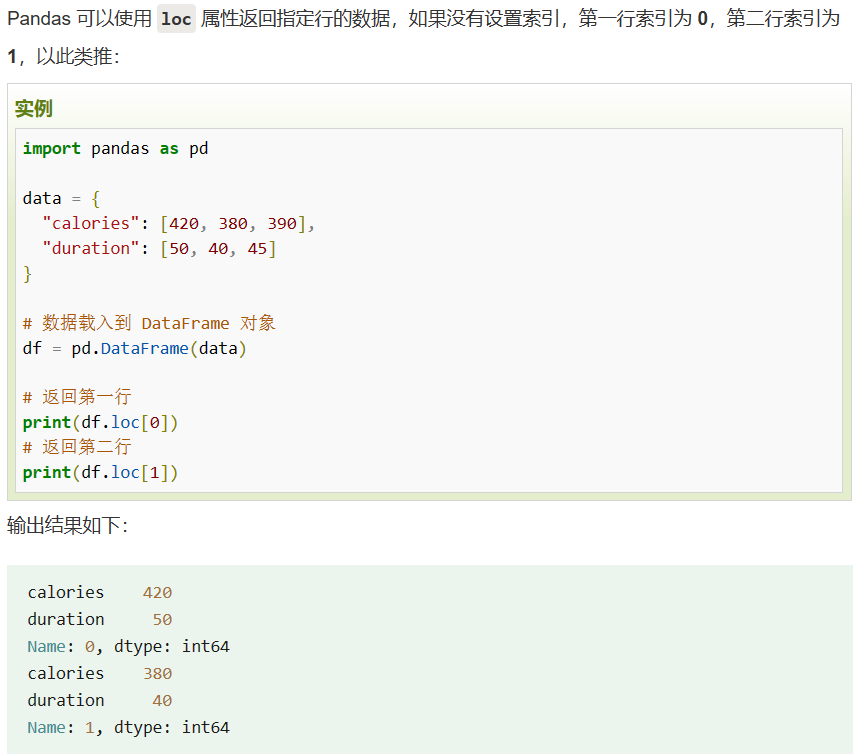 Pandas 可以使用 loc 属性返回指定行的数据，如果没有设置索引，第一行索引为 0，第二行索引为
1，以此类推：
实例
import pandas as pd
data = {
  "calories": [420, 380, 390],
  "duration": [50, 40, 45]
}
# 数据载入到 DataFrame 对象
df = pd.DataFrame(data)
# 返回第一行
print(df.loc[0])
# 返回第二行
print(df.loc[1])
输出结果如下：
calories    420
duration     50
Name: 0, dtype: int64
calories    380
duration     40
Name: 1, dtype: int64